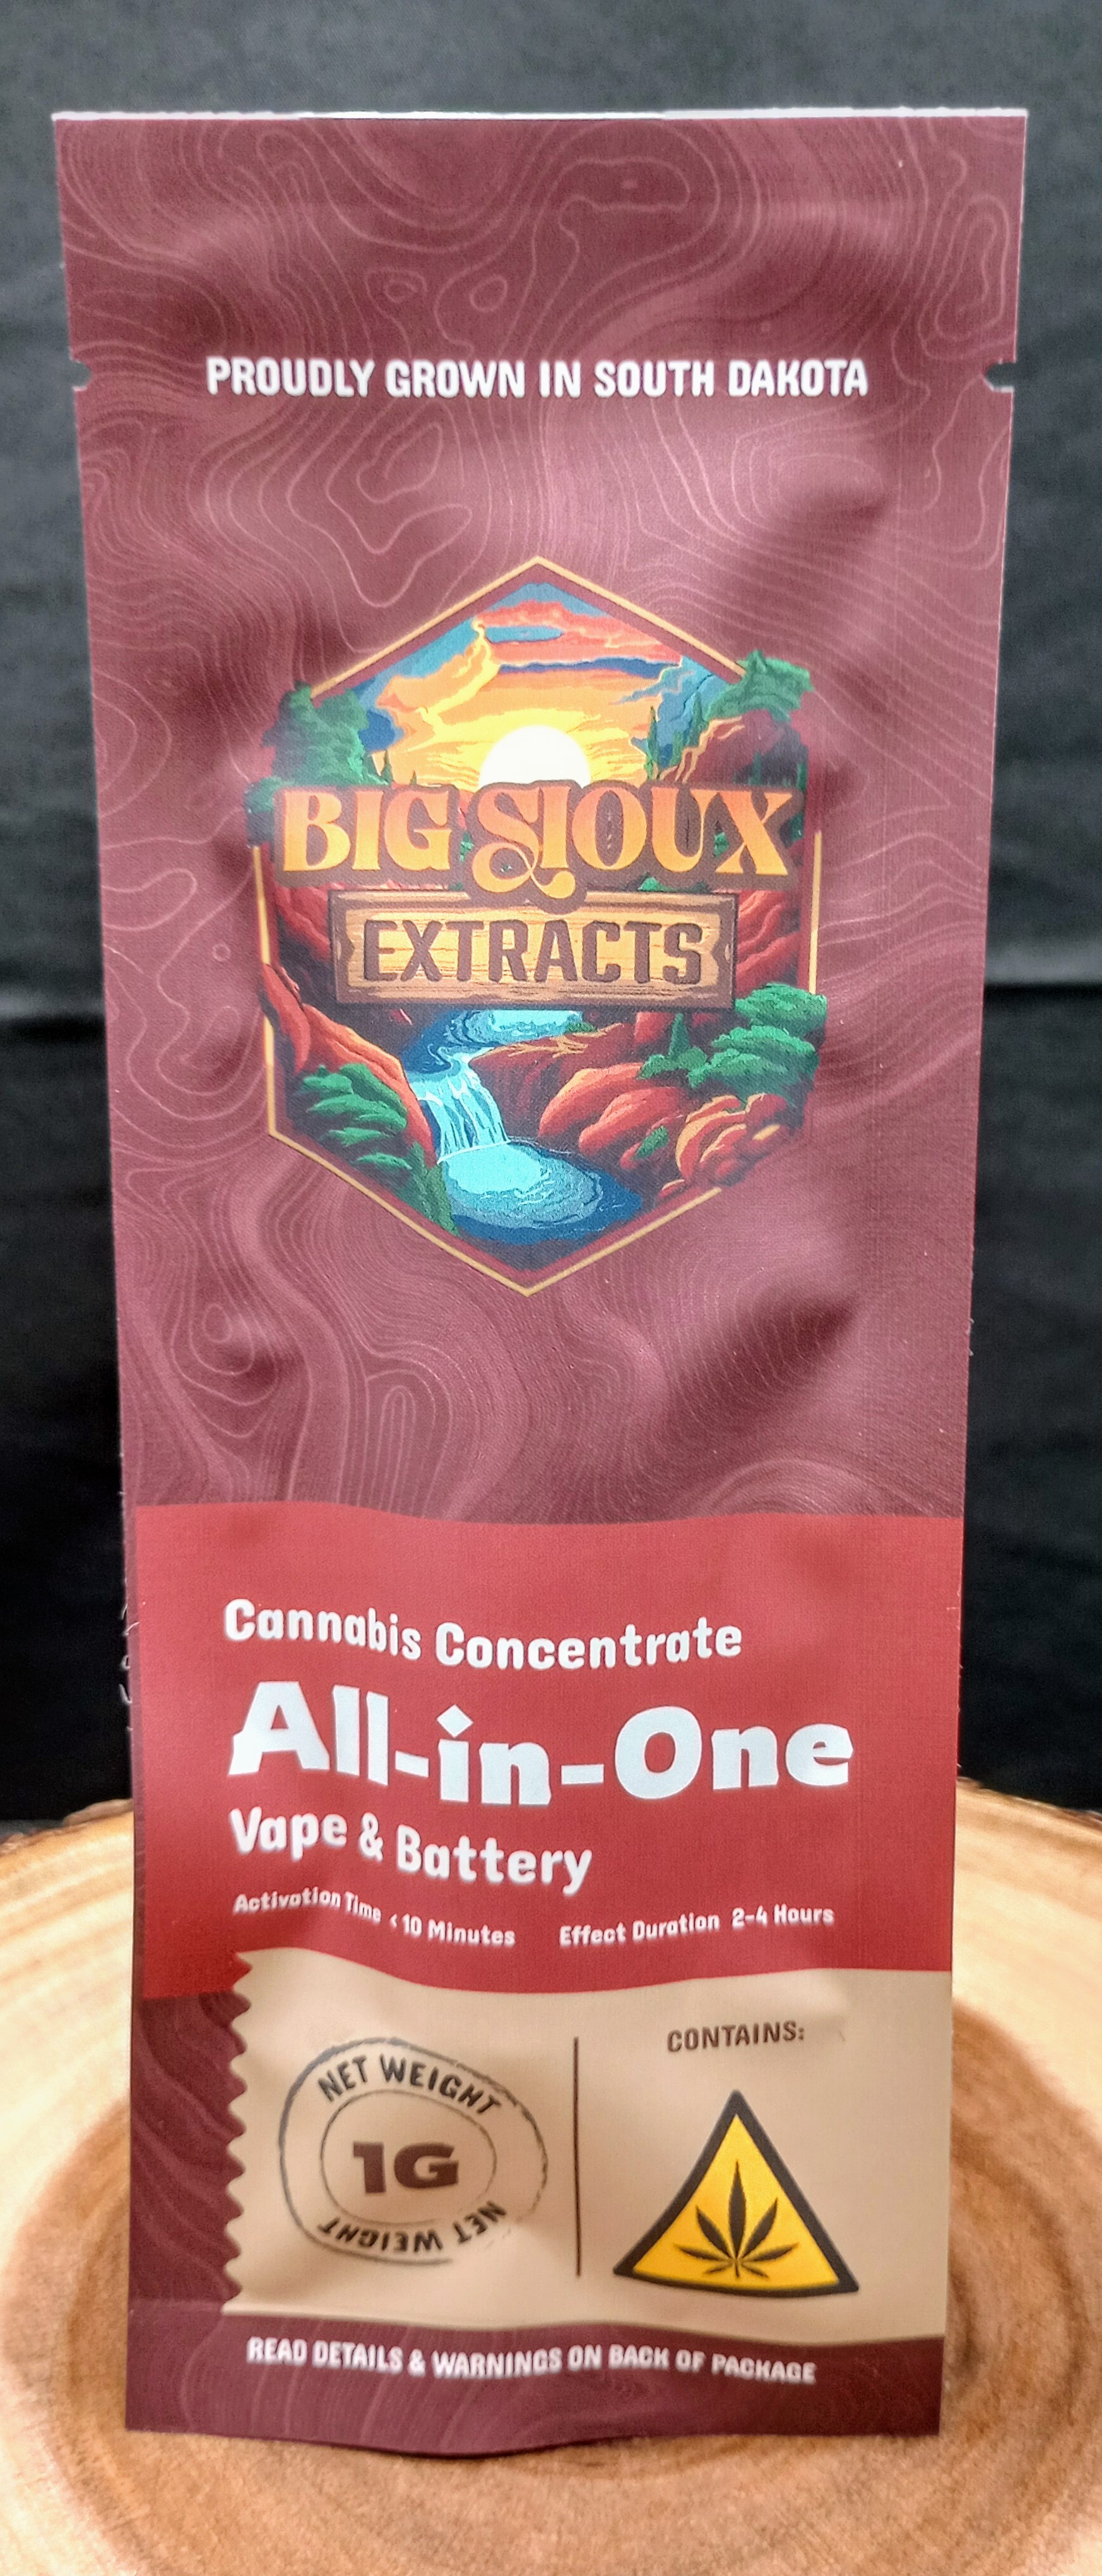 PROUDLY GROWN IN SOUTH DAKOTA
BIG SIOUX
EXTRACTS
Cannabis Concentrate
All-in-One
Vape & Battery
Activation Time < 10 Minutes Effect Duration 2-4 Hours
NET WEIGHT
1G
NET WEIGHT
CONTAINS:
READ DETAILS & WARNINGS ON BACK OF PACKAGE